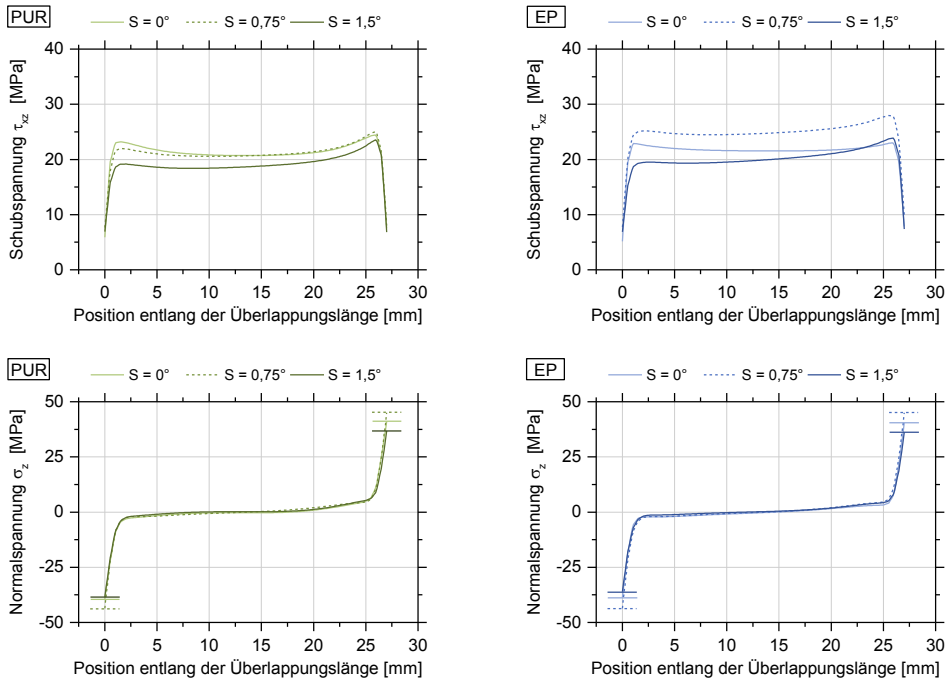 PUR
S = 0° S = 0,75° S = 1,5°
Schubspannung τxz [MPa]
40
30
20
10
0
0 5 10 15 20 25 30
Position entlang der Überlappungslänge [mm]
EP
S = 0° S = 0,75° S = 1,5°
Schubspannung τxz [MPa]
40
30
20
10
0
0 5 10 15 20 25 30
Position entlang der Überlappungslänge [mm]
PUR
S = 0° S = 0,75° S = 1,5°
Normalspannung σz [MPa]
50
25
0
-25
-50
0 5 10 15 20 25 30
Position entlang der Überlappungslänge [mm]
EP
S = 0° S = 0,75° S = 1,5°
Normalspannung σz [MPa]
50
25
0
-25
-50
0 5 10 15 20 25 30
Position entlang der Überlappungslänge [mm]